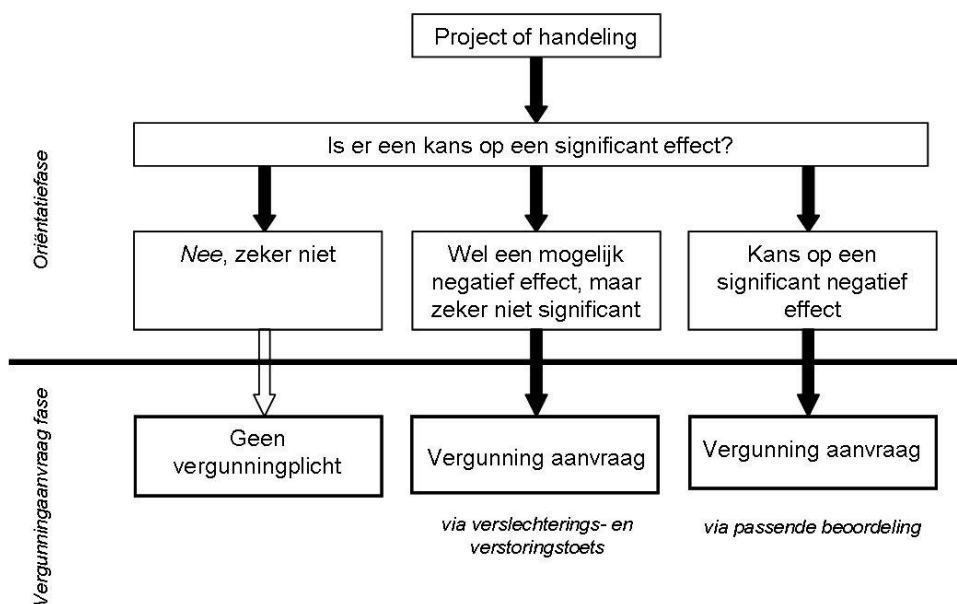 Project of handeling
Is er een kans op een significant effect?
Oriëntatiefase
Nee, zeker niet
Wel een mogelijk
negatief effect, maar
zeker niet significant
Kans op een
significant negatief
effect
Vergunningaanvraag fase
Geen
vergunningplicht
Vergunning aanvraag
via verslechterings- en
verstoringstoets
Vergunning aanvraag
via passende beoordeling